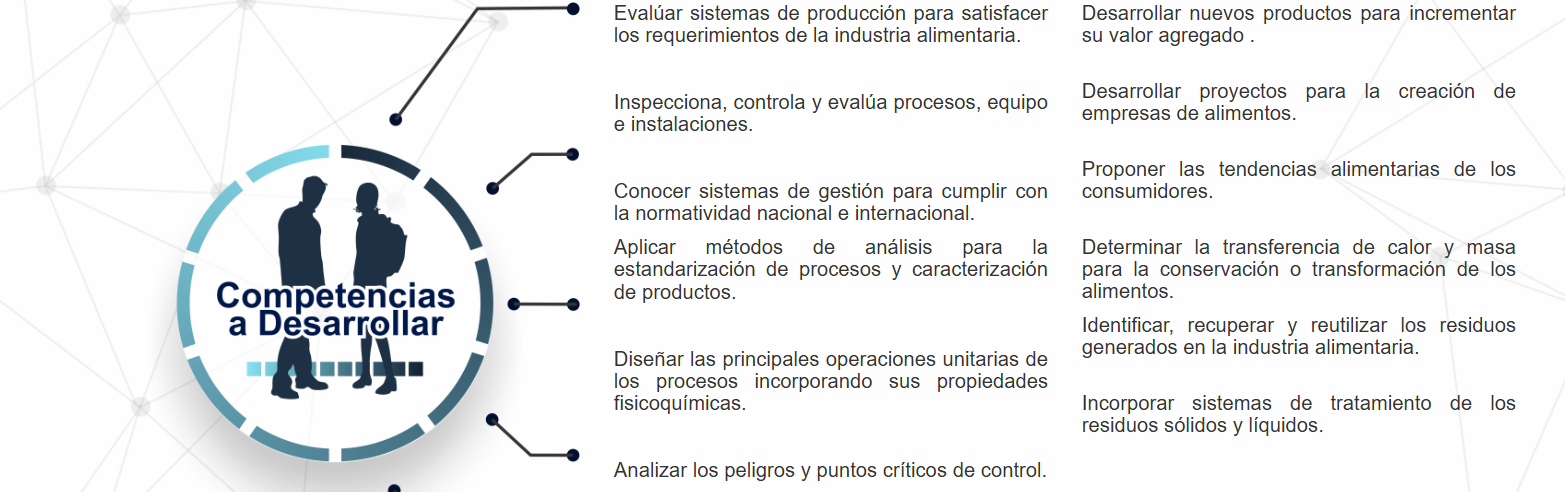 Competencias
a Desarrollar
Evalúar sistemas de producción para satisfacer
los requerimientos de la industria alimentaria.
Inspecciona, controla y evalúa procesos, equipo
e instalaciones.
Conocer sistemas de gestión para cumplir con
la normatividad nacional e internacional.
Aplicar métodos de análisis para la
estandarización de procesos y caracterización
de productos.
Diseñar las principales operaciones unitarias de
los procesos incorporando sus propiedades
fisicoquímicas.
Analizar los peligros y puntos críticos de control.
Desarrollar nuevos productos para incrementar
su valor agregado .
Desarrollar proyectos para la creación de
empresas de alimentos.
Proponer las tendencias alimentarias de los
consumidores.
Determinar la transferencia de calor y masa
para la conservación o transformación de los
alimentos.
Identificar, recuperar y reutilizar los residuos
generados en la industria alimentaria.
Incorporar sistemas de tratamiento de los
residuos sólidos y líquidos.